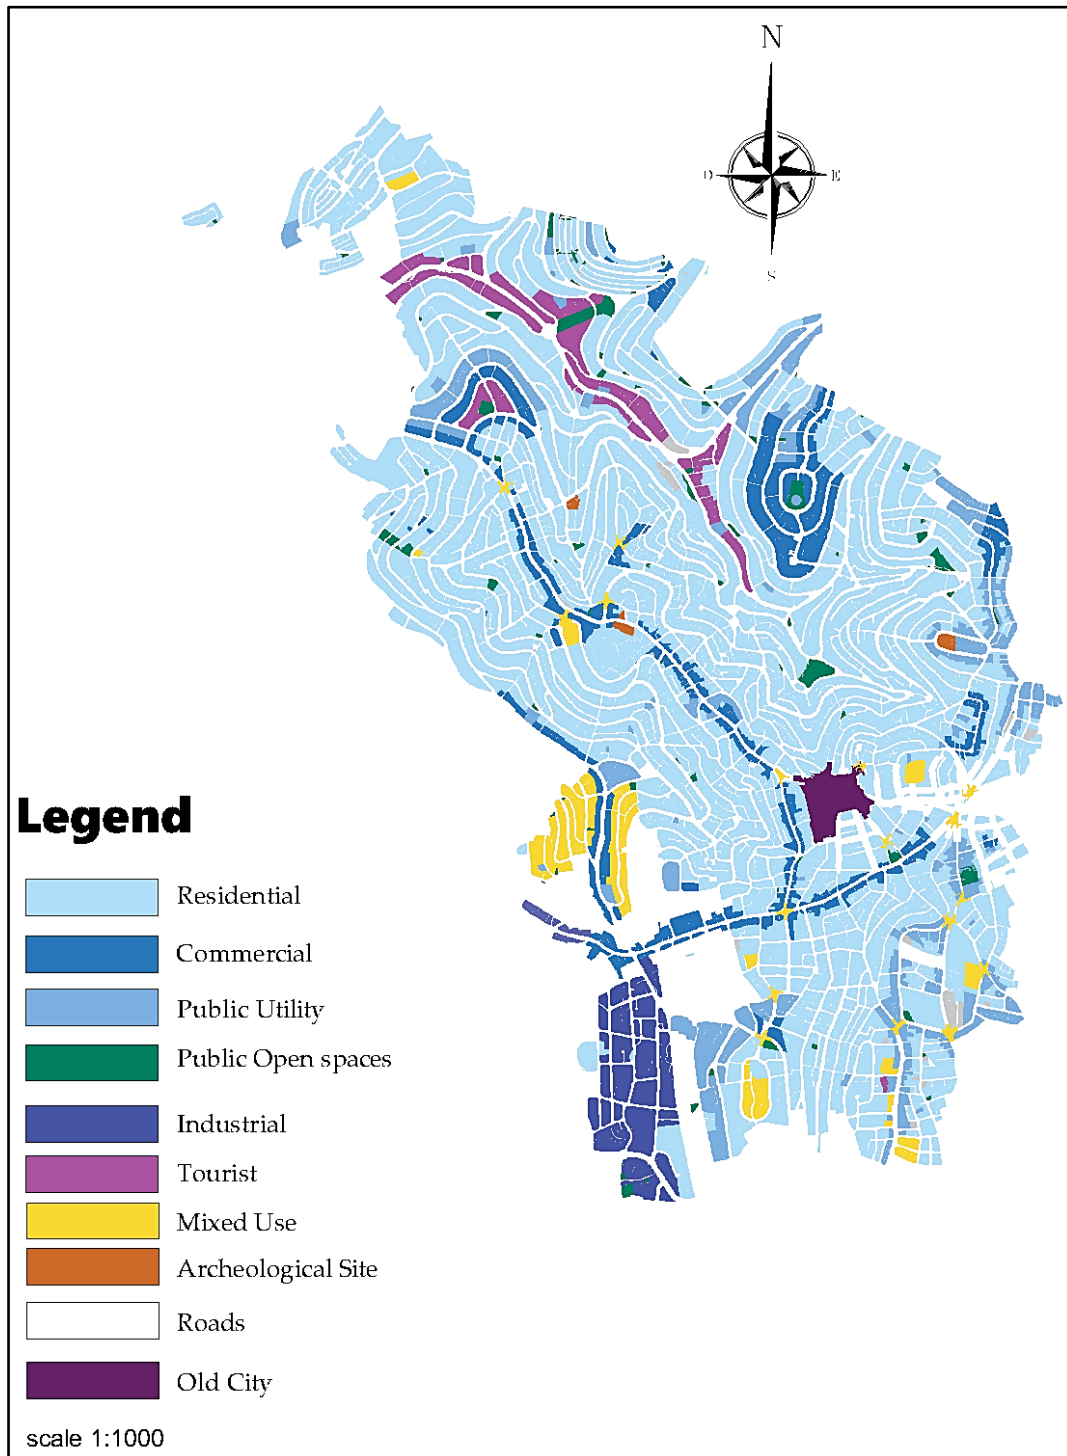 N
O E
S
Legend
Residential
Commercial
Public Utility
Public Open spaces
Industrial
Tourist
Mixed Use
Archeological Site
Roads
Old City
scale 1:1000